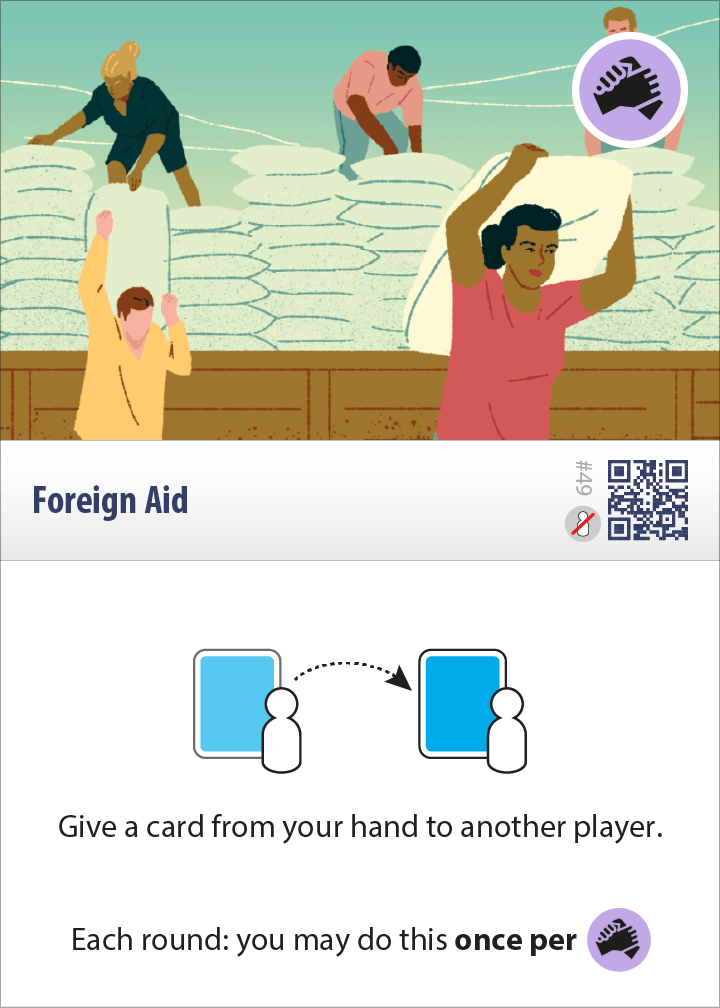 Foreign Aid
#49
Give a card from your hand to another player.
Each round: you may do this once per